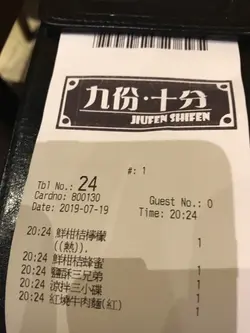 九份·十分
JIUFEN SHIFEN
#: 1
Tbl No.: 24
Cardno: B00130
Guest No.: 0
Date: 2019-07-19
Time: 20:24
20:24 鮮柑桔檸檬 1
((熱)).
20:24 鮮柑桔蜂蜜 1
20:24 鹽酥三兄弟 1
20:24 涼拌三小碟 1
20:24 紅燒牛肉麵(紅) 1